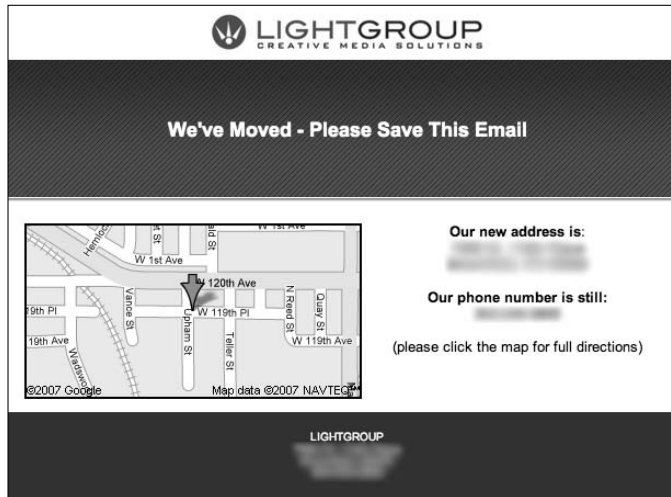 LIGHTGROUP
CREATIVE MEDIA SOLUTIONS
We've Moved - Please Save This Email
Our new address is:
Our phone number is still:
(please click the map for full directions)
W 1st Ave
W 1st Ave
W 120th Ave
Vance St
Upham St
W 119th Pl
Teller St
N Reed St
Quay St
W 119th Ave
19th Pl
19th Ave
©2007 Google
Map data ©2007 NAVTEQ
LIGHTGROUP